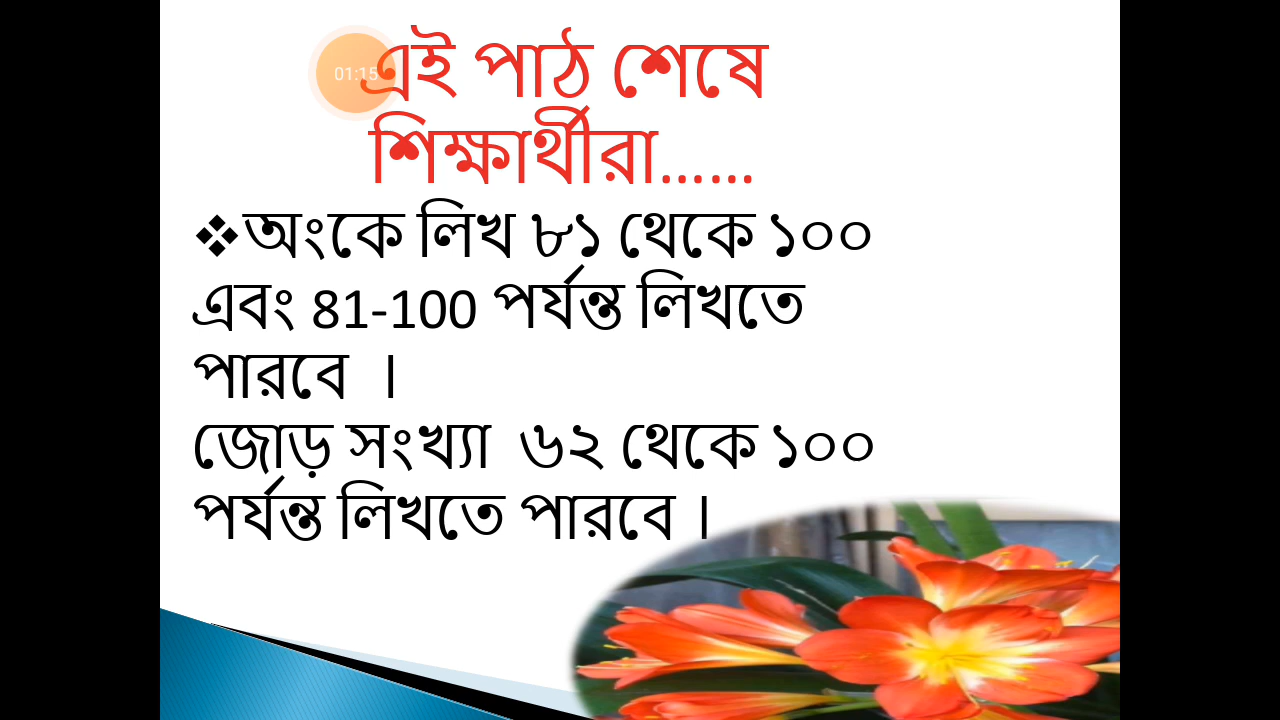 01:15
এই পাঠ শেষে
শিক্ষার্থীরা......
❖অংকে লিখ ৮১ থেকে ১০০
এবং 81-100 পর্যন্ত লিখতে
পারবে ।
জোড় সংখ্যা ৬২ থেকে ১০০
পর্যন্ত লিখতে পারবে ।